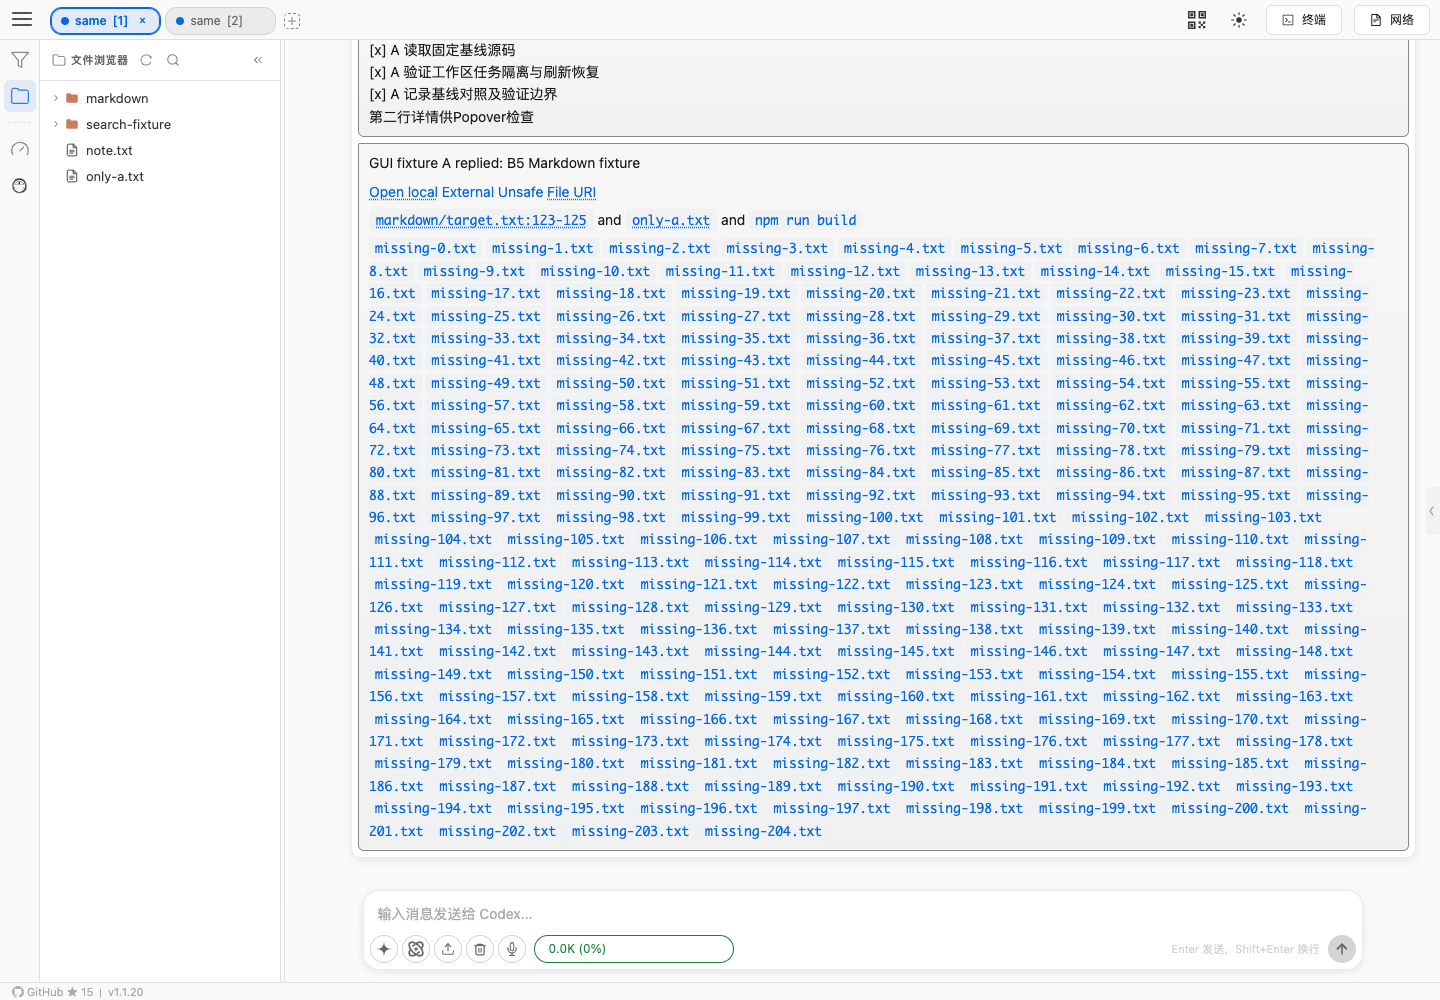 same [1] ×
same [2]
终端
网络
文件浏览器
markdown
search-fixture
note.txt
only-a.txt
[x] A 读取固定基线源码
[x] A 验证工作区任务隔离与刷新恢复
[x] A 记录基线对照及验证边界
第二行详情供Popover检查
GUI fixture A replied: B5 Markdown fixture
Open local External Unsafe File URI
markdown/target.txt:123-125 and only-a.txt and npm run build
missing-0.txt missing-1.txt missing-2.txt missing-3.txt missing-4.txt missing-5.txt missing-6.txt missing-7.txt missing-
8.txt missing-9.txt missing-10.txt missing-11.txt missing-12.txt missing-13.txt missing-14.txt missing-15.txt missing-
16.txt missing-17.txt missing-18.txt missing-19.txt missing-20.txt missing-21.txt missing-22.txt missing-23.txt missing-
24.txt missing-25.txt missing-26.txt missing-27.txt missing-28.txt missing-29.txt missing-30.txt missing-31.txt missing-
32.txt missing-33.txt missing-34.txt missing-35.txt missing-36.txt missing-37.txt missing-38.txt missing-39.txt missing-
40.txt missing-41.txt missing-42.txt missing-43.txt missing-44.txt missing-45.txt missing-46.txt missing-47.txt missing-
48.txt missing-49.txt missing-50.txt missing-51.txt missing-52.txt missing-53.txt missing-54.txt missing-55.txt missing-
56.txt missing-57.txt missing-58.txt missing-59.txt missing-60.txt missing-61.txt missing-62.txt missing-63.txt missing-
64.txt missing-65.txt missing-66.txt missing-67.txt missing-68.txt missing-69.txt missing-70.txt missing-71.txt missing-
72.txt missing-73.txt missing-74.txt missing-75.txt missing-76.txt missing-77.txt missing-78.txt missing-79.txt missing-
80.txt missing-81.txt missing-82.txt missing-83.txt missing-84.txt missing-85.txt missing-86.txt missing-87.txt missing-
88.txt missing-89.txt missing-90.txt missing-91.txt missing-92.txt missing-93.txt missing-94.txt missing-95.txt missing-
96.txt missing-97.txt missing-98.txt missing-99.txt missing-100.txt missing-101.txt missing-102.txt missing-103.txt
missing-104.txt missing-105.txt missing-106.txt missing-107.txt missing-108.txt missing-109.txt missing-110.txt missing-
111.txt missing-112.txt missing-113.txt missing-114.txt missing-115.txt missing-116.txt missing-117.txt missing-118.txt
missing-119.txt missing-120.txt missing-121.txt missing-122.txt missing-123.txt missing-124.txt missing-125.txt missing-
126.txt missing-127.txt missing-128.txt missing-129.txt missing-130.txt missing-131.txt missing-132.txt missing-133.txt
missing-134.txt missing-135.txt missing-136.txt missing-137.txt missing-138.txt missing-139.txt missing-140.txt missing-
141.txt missing-142.txt missing-143.txt missing-144.txt missing-145.txt missing-146.txt missing-147.txt missing-148.txt
missing-149.txt missing-150.txt missing-151.txt missing-152.txt missing-153.txt missing-154.txt missing-155.txt missing-
156.txt missing-157.txt missing-158.txt missing-159.txt missing-160.txt missing-161.txt missing-162.txt missing-163.txt
missing-164.txt missing-165.txt missing-166.txt missing-167.txt missing-168.txt missing-169.txt missing-170.txt missing-
171.txt missing-172.txt missing-173.txt missing-174.txt missing-175.txt missing-176.txt missing-177.txt missing-178.txt
missing-179.txt missing-180.txt missing-181.txt missing-182.txt missing-183.txt missing-184.txt missing-185.txt missing-
186.txt missing-187.txt missing-188.txt missing-189.txt missing-190.txt missing-191.txt missing-192.txt missing-193.txt
missing-194.txt missing-195.txt missing-196.txt missing-197.txt missing-198.txt missing-199.txt missing-200.txt missing-
201.txt missing-202.txt missing-203.txt missing-204.txt
输入消息发送给 Codex...
0.0K (0%)
Enter 发送，Shift+Enter 换行
GitHub ★ 15 | v1.1.20